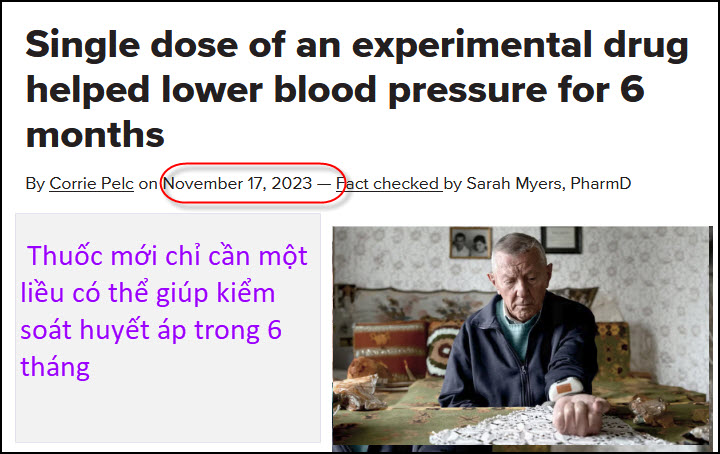 Single dose of an experimental drug
helped lower blood pressure for 6
months
By Corrie Pelc on November 17, 2023 — Fact checked by Sarah Myers, PharmD
Thuốc mới chỉ cần một
liều có thể giúp kiểm
soát huyết áp trong 6
tháng